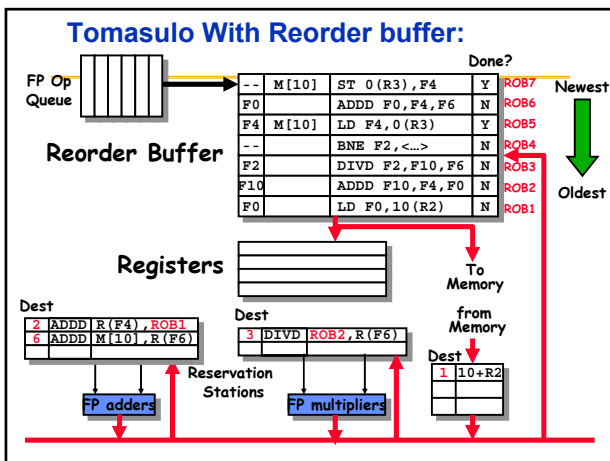 Tomasulo With Reorder buffer:
Done?
FP Op
Queue
-- M[10] ST 0(R3),F4 Y ROB7
F0 ADDD F0,F4,F6 N ROB6
F4 M[10] LD F4,0(R3) Y ROB5
-- BNE F2,<…> N ROB4
F2 DIVD F2,F10,F6 N ROB3
F10 ADDD F10,F4,F0 N ROB2
F0 LD F0,10(R2) N ROB1
Newest
Oldest
Reorder Buffer
Registers
To
Memory
from
Memory
Dest
2 ADDD R(F4),ROB1
6 ADDD M[10],R(F6)
Dest
3 DIVD ROB2,R(F6)
Dest
1 10+R2
Reservation
Stations
FP adders
FP multipliers